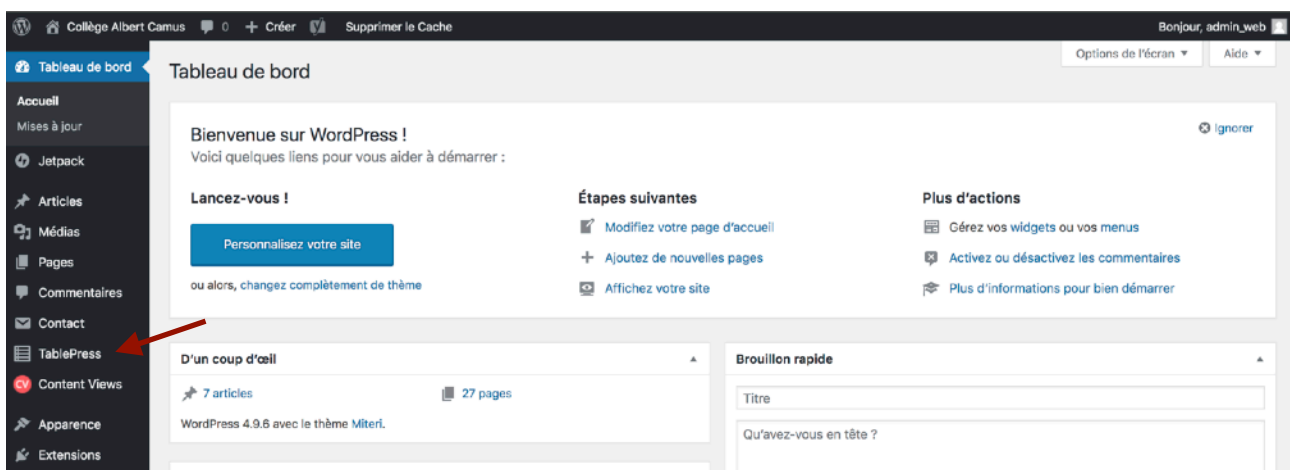 Collège Albert Camus 0 Créer Supprimer le Cache Bonjour, admin_web
Options de l'écran Aide
Tableau de bord
Accueil
Mises à jour
Jetpack
Articles
Médias
Pages
Commentaires
Contact
TablePress
CV Content Views
Apparence
Extensions
Tableau de bord
Bienvenue sur WordPress !
Ignorer
Voici quelques liens pour vous aider à démarrer :
Lancez-vous !
Personnalisez votre site
ou alors, changez complètement de thème
Étapes suivantes
Modifiez votre page d'accueil
Ajoutez de nouvelles pages
Affichez votre site
Plus d'actions
Gérez vos widgets ou vos menus
Activez ou désactivez les commentaires
Plus d'informations pour bien démarrer
D'un coup d'œil
7 articles 27 pages
WordPress 4.9.6 avec le thème Miteri.
Brouillon rapide
Titre
Qu'avez-vous en tête ?